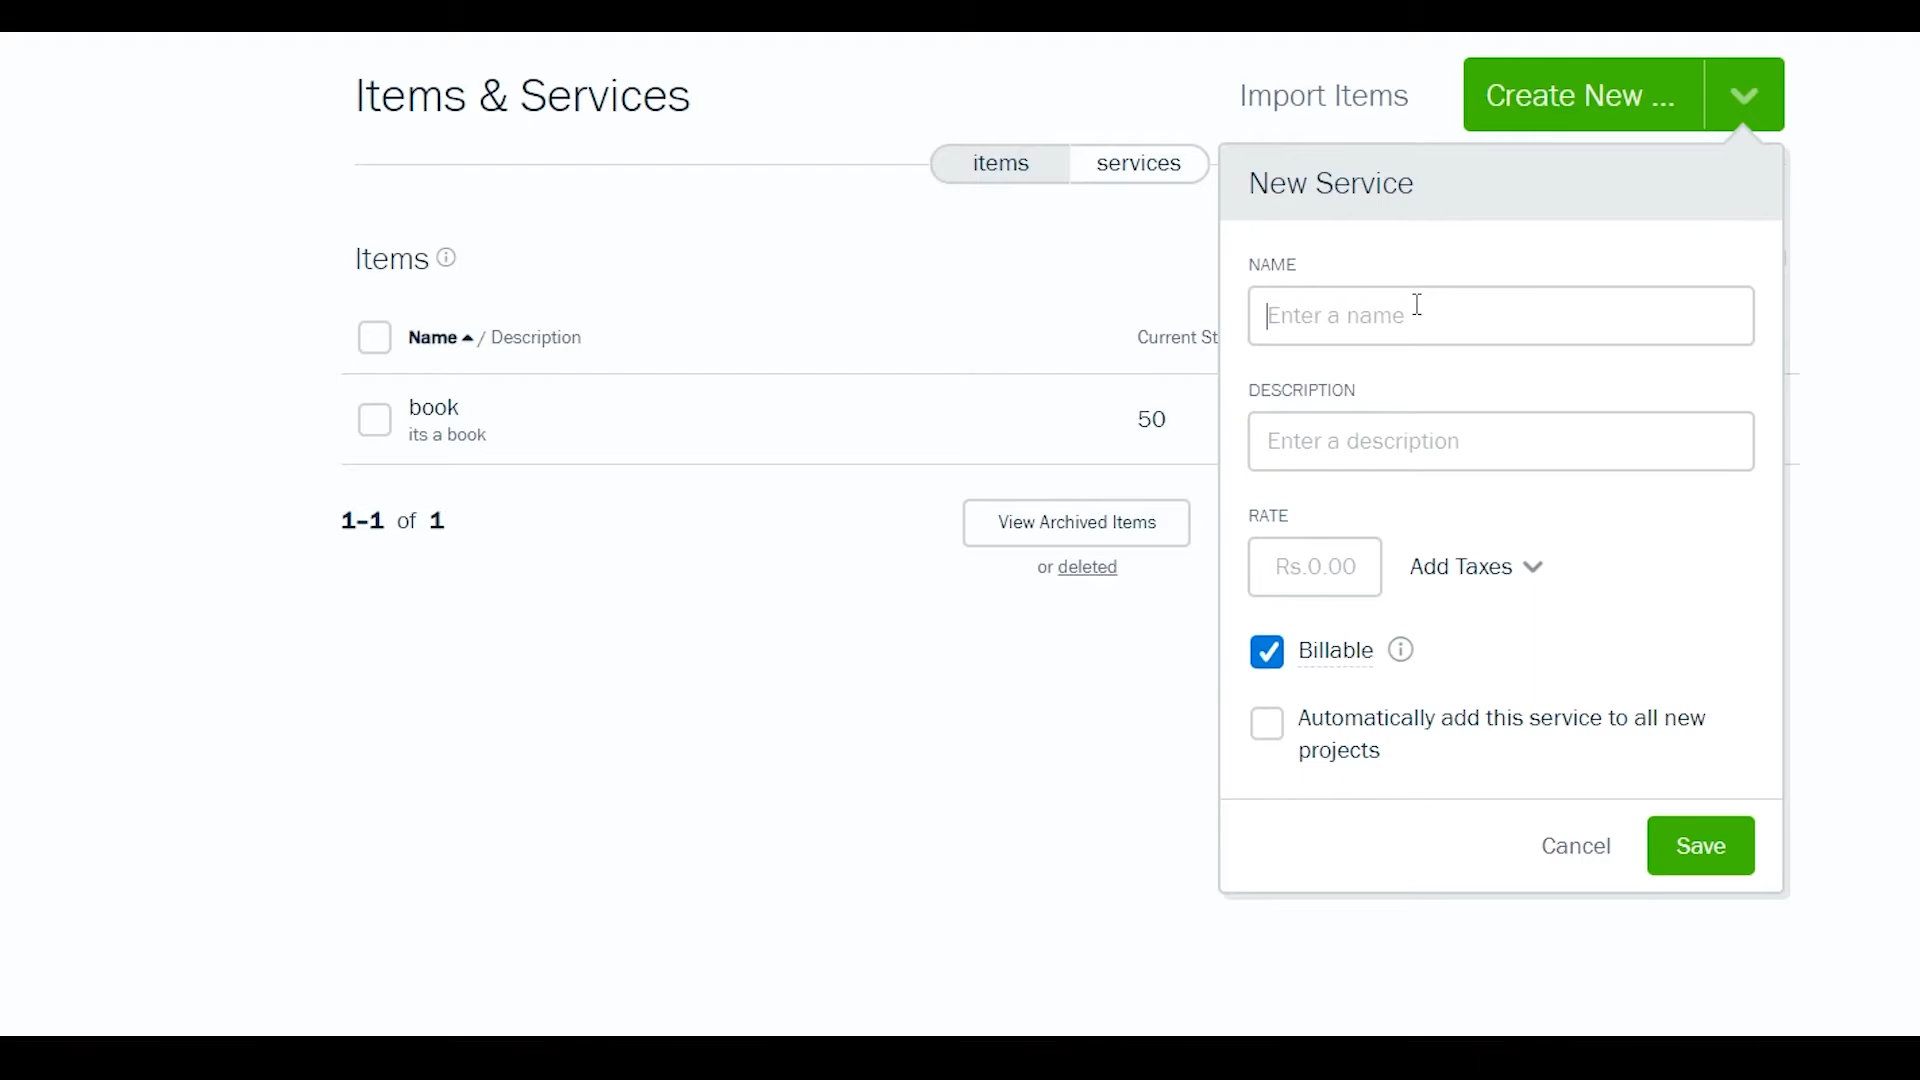 Items & Services
Import Items
Create New ...
items
services
New Service
Items
NAME
Enter a name
Name / Description
Current St
DESCRIPTION
book
its a book
50
Enter a description
1–1 of 1
View Archived Items
or deleted
RATE
Rs.0.00
Add Taxes
Billable
Automatically add this service to all new
projects
Cancel
Save